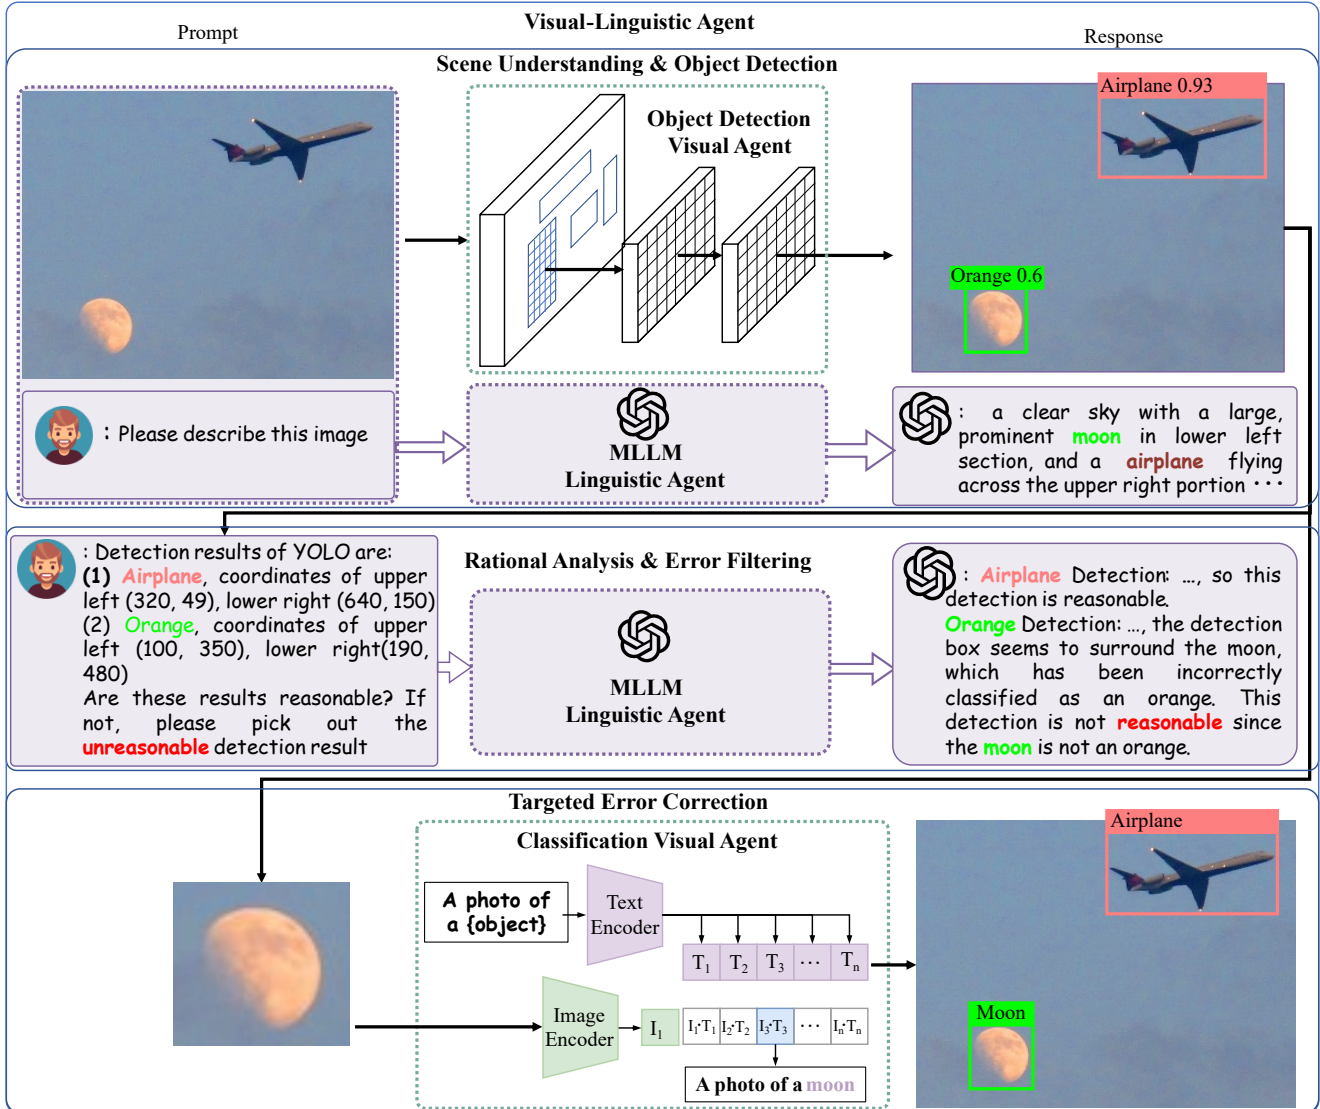 Visual-Linguistic Agent
Prompt
Response
Scene Understanding & Object Detection
Object Detection
Visual Agent
Airplane 0.93
Orange 0.6
: Please describe this image
MLLM
Linguistic Agent
: a clear sky with a large,
prominent moon in lower left
section, and a airplane flying
across the upper right portion ···
: Detection results of YOLO are:
(1) Airplane, coordinates of upper
left (320, 49), lower right (640, 150)
(2) Orange, coordinates of upper
left (100, 350), lower right(190,
480)
Are these results reasonable? If
not, please pick out the
unreasonable detection result
Rational Analysis & Error Filtering
MLLM
Linguistic Agent
: Airplane Detection: ..., so this
detection is reasonable.
Orange Detection: ..., the detection
box seems to surround the moon,
which has been incorrectly
classified as an orange. This
detection is not reasonable since
the moon is not an orange.
Targeted Error Correction
Classification Visual Agent
A photo of
a {object}
Text
Encoder
T1 T2 T3 ··· Tn
Image
Encoder
I1
I1·T1 I2·T2 I3·T3 ··· In·Tn
A photo of a moon
Airplane
Moon